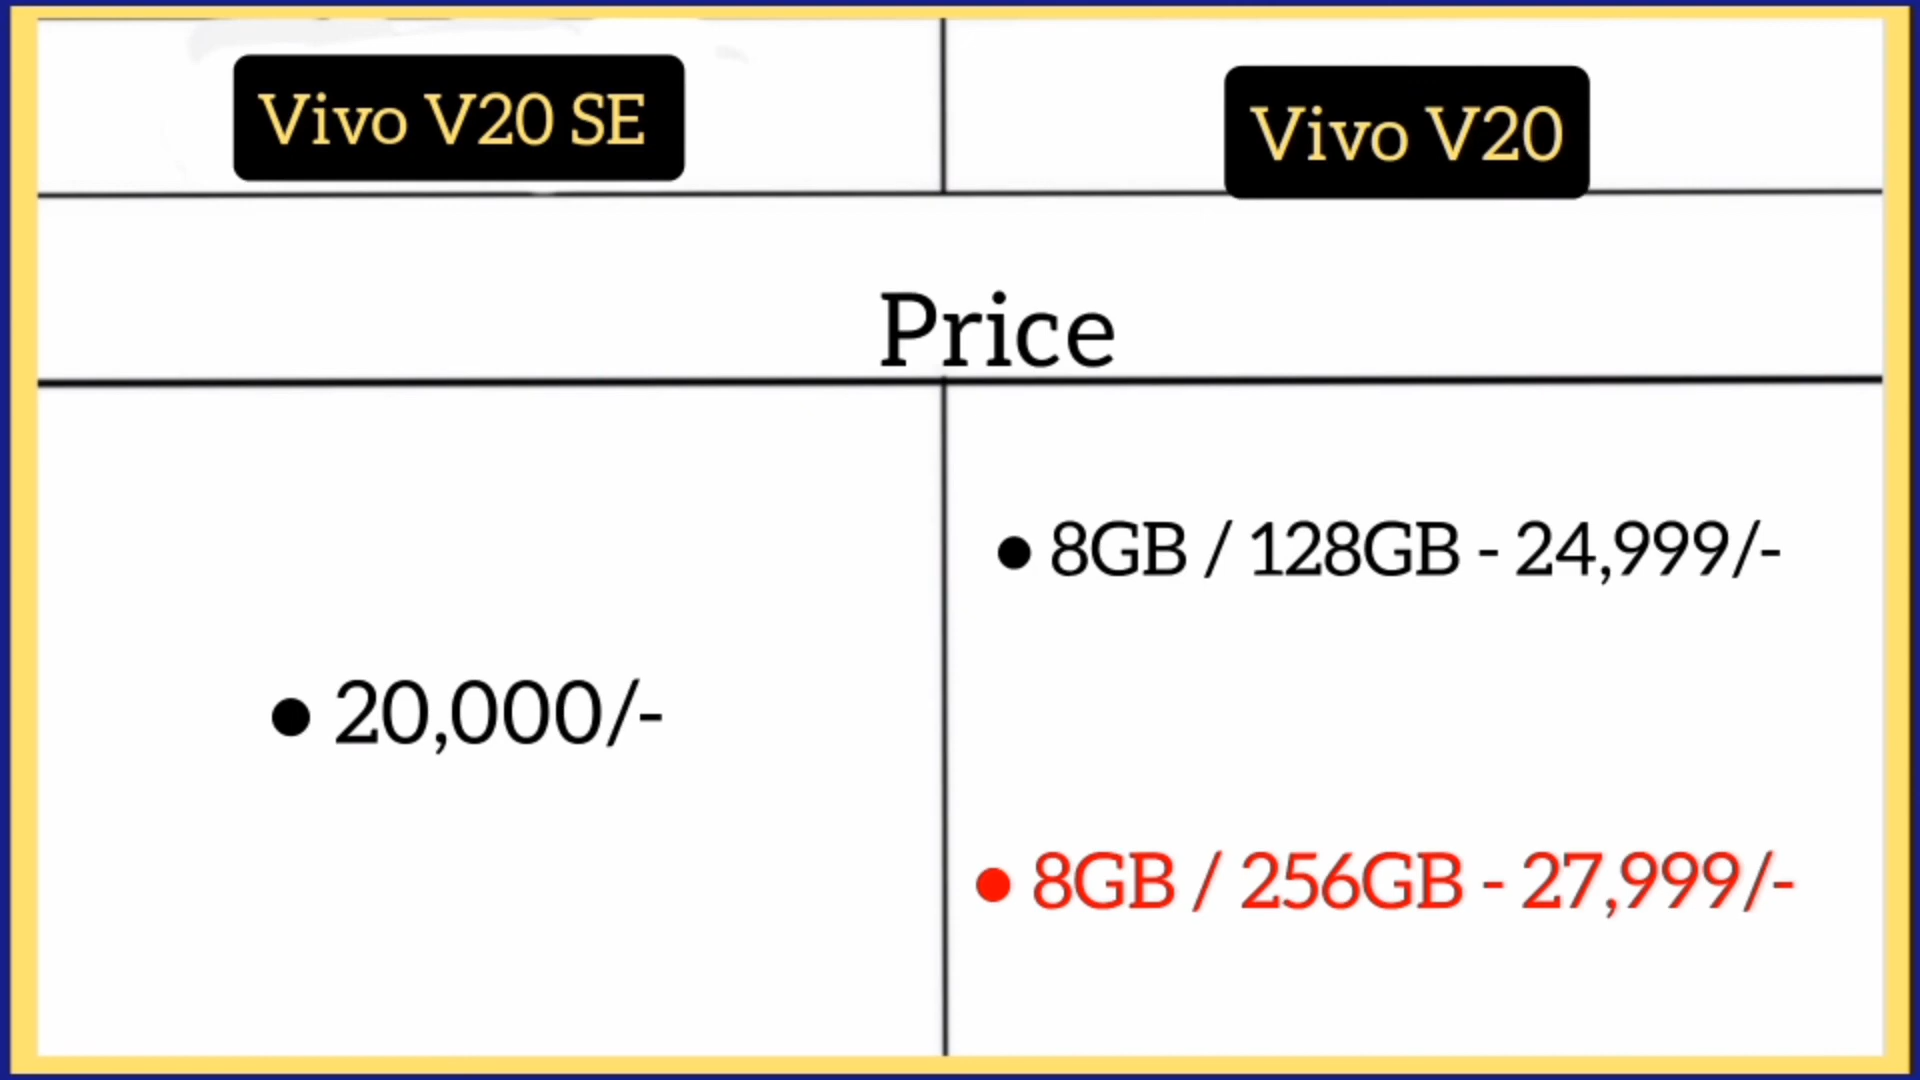 Vivo V20 SE
Vivo V20
Price
• 20,000/-
• 8GB / 128GB - 24,999/-
• 8GB / 256GB - 27,999/-